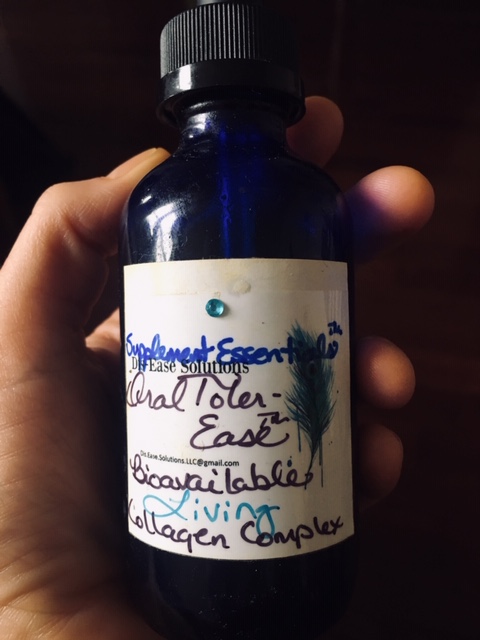 Supplement Essentials™
Dis Ease Solutions
Oral Toler-
Ease™
Dis.Ease.Solutions.LLC@gmail.com
Bioavailable
Living
Collagen Complex